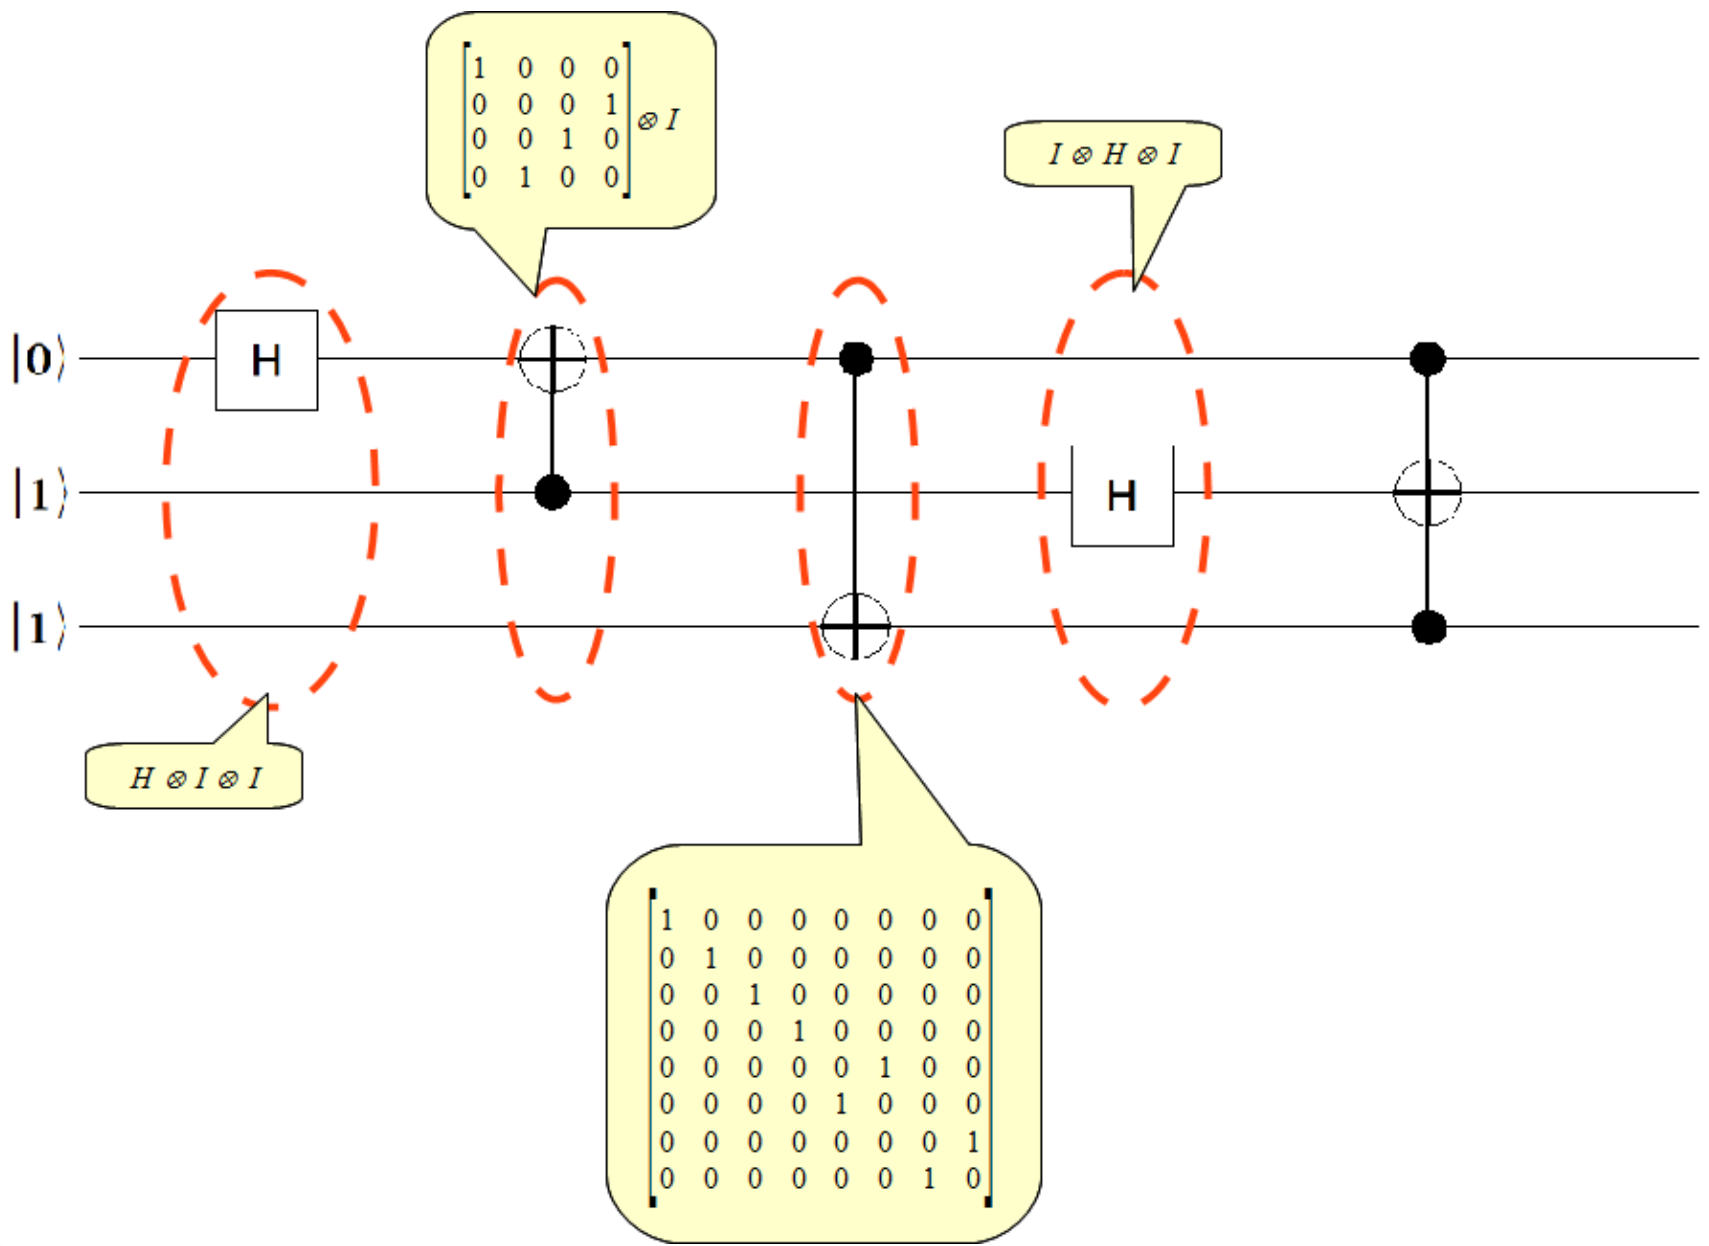 1 0 0 0
0 0 0 1
0 0 1 0
0 1 0 0
⊗ I
I ⊗ H ⊗ I
|0⟩
H
|1⟩
H
|1⟩
H ⊗ I ⊗ I
1 0 0 0 0 0 0 0
0 1 0 0 0 0 0 0
0 0 1 0 0 0 0 0
0 0 0 1 0 0 0 0
0 0 0 0 0 1 0 0
0 0 0 0 1 0 0 0
0 0 0 0 0 0 0 1
0 0 0 0 0 0 1 0